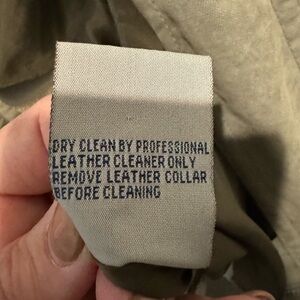 DRY CLEAN BY PROFESSIONAL
LEATHER CLEANER ONLY
REMOVE LEATHER COLLAR
BEFORE CLEANING